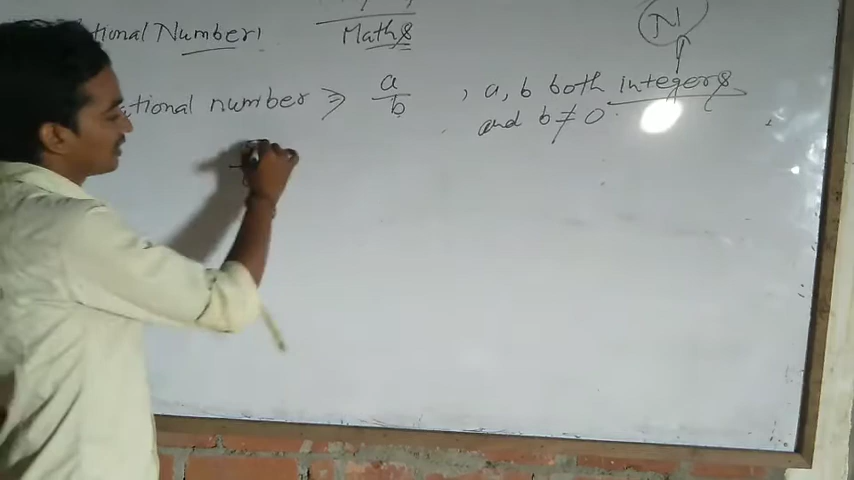 tional Number:
Maths
N
tional number ⇒ a/b , a, b both integers
and b ≠ 0.